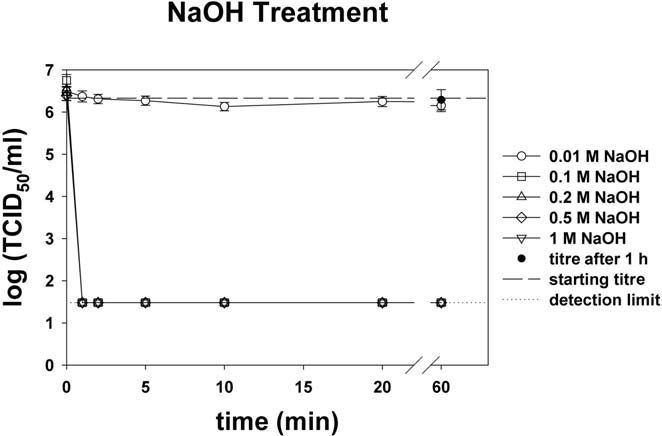 NaOH Treatment
log (TCID50/ml)
7
6
5
4
3
2
1
0
0 5 10 20 60
time (min)
0.01 M NaOH
0.1 M NaOH
0.2 M NaOH
0.5 M NaOH
1 M NaOH
titre after 1 h
starting titre
detection limit